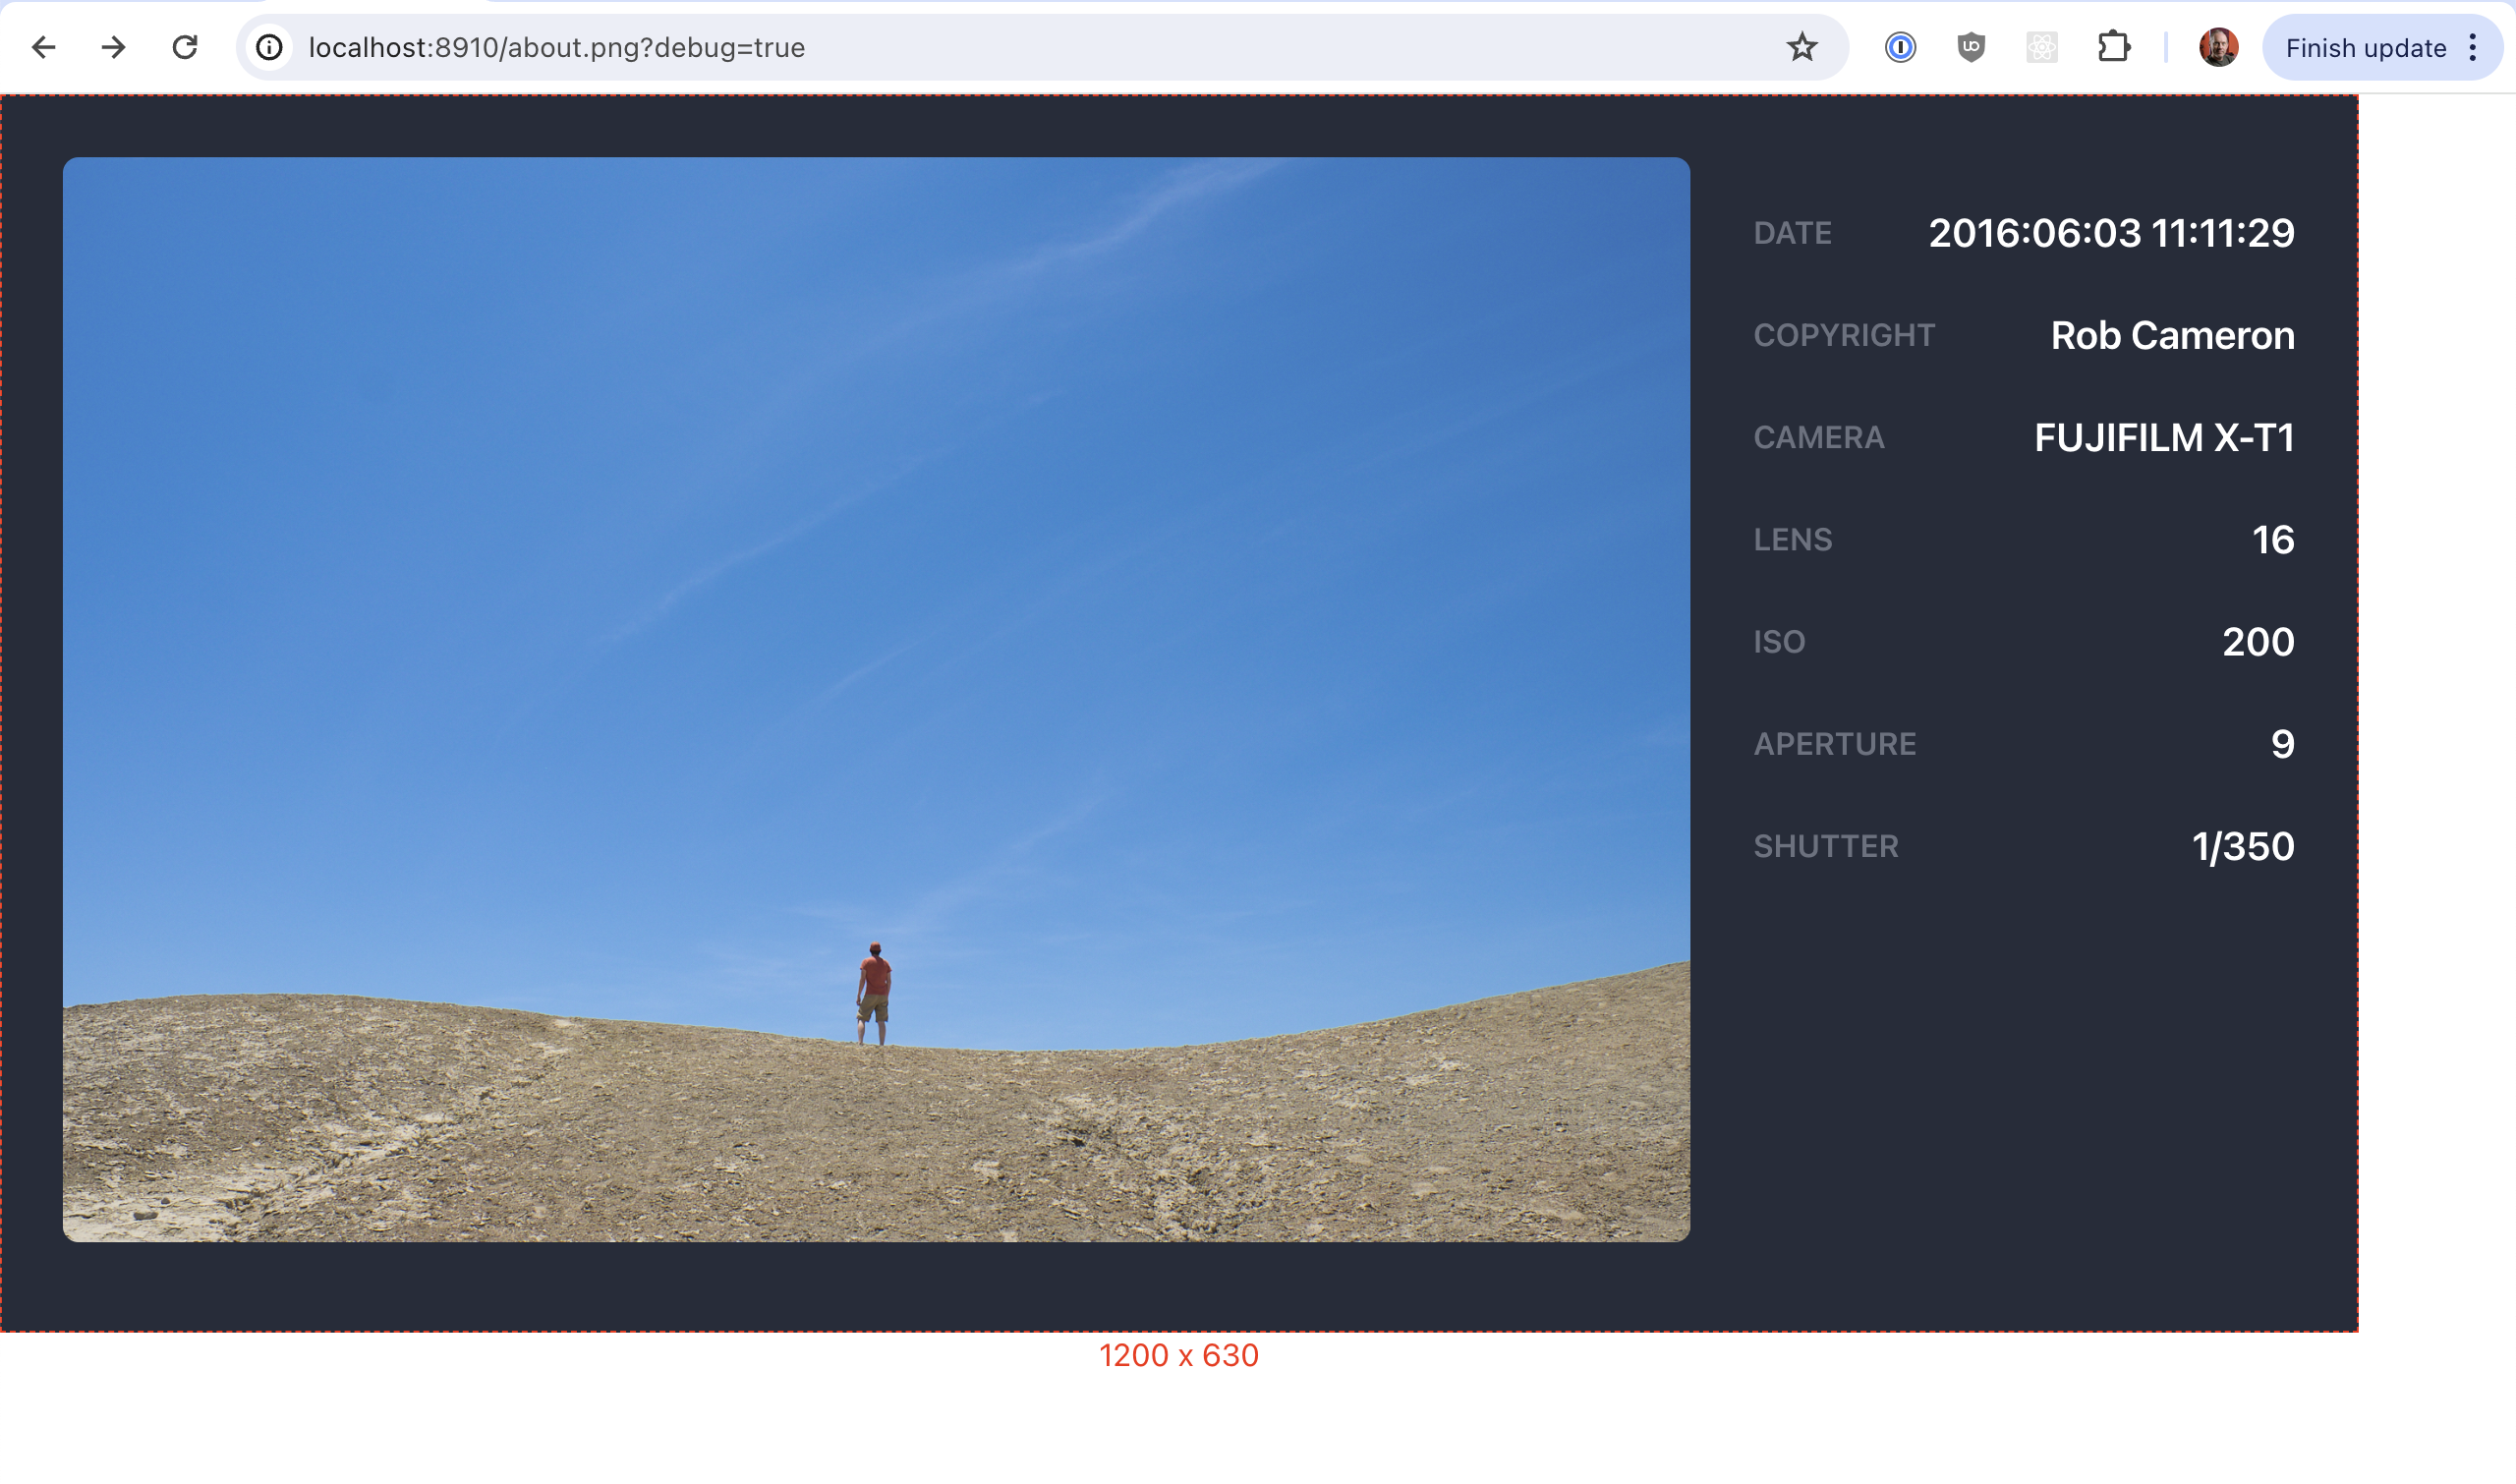 localhost:8910/about.png?debug=true
Finish update
DATE 2016:06:03 11:11:29
COPYRIGHT Rob Cameron
CAMERA FUJIFILM X-T1
LENS 16
ISO 200
APERTURE 9
SHUTTER 1/350
1200 x 630